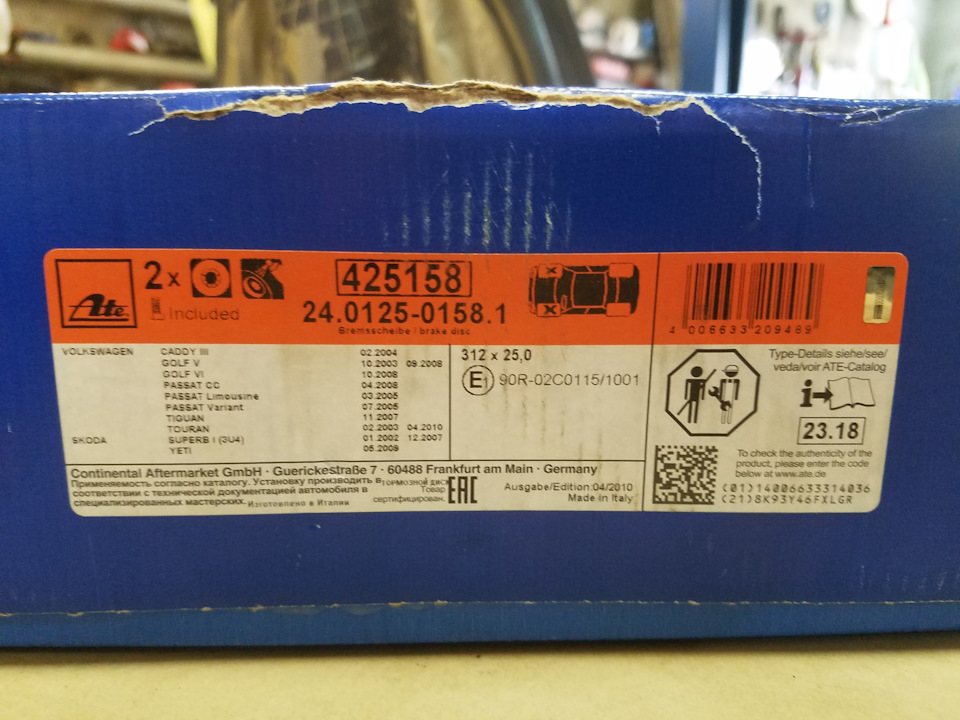 Ate
2x
Included
425158
24.0125-0158.1
Bremsscheibe / brake disc
4 006633 209469
VOLKSWAGEN CADDY III 02.2004
GOLF V 10.2003 09.2008
GOLF VI 10.2008
PASSAT CC 04.2008
PASSAT Limousine 03.2005
PASSAT Variant 07.2005
TIGUAN 11.2007
TOURAN 02.2003 04.2010
SKODA SUPERB I (3U4) 01.2002 12.2007
YETI 05.2009
312 x 25,0
E1 90R-02C0115/1001
Type-Details siehe/see/
veda/voir ATE-Catalog
i
23.18
To check the authenticity of the
product, please enter the code
below at www.ate.de
(01)14006633314036
(21)8K93Y46FXLGR
Continental Aftermarket GmbH · Guerickestraße 7 · 60488 Frankfurt am Main · Germany
Применяемость согласно каталогу. Установку производить в
соответствии с технической документацией автомобиля в
специализированных мастерских. Изготовлено в Италии
тормозной диск
Товар
сертифицирован.
EAC
Ausgabe/Edition:04/2010
Made in Italy